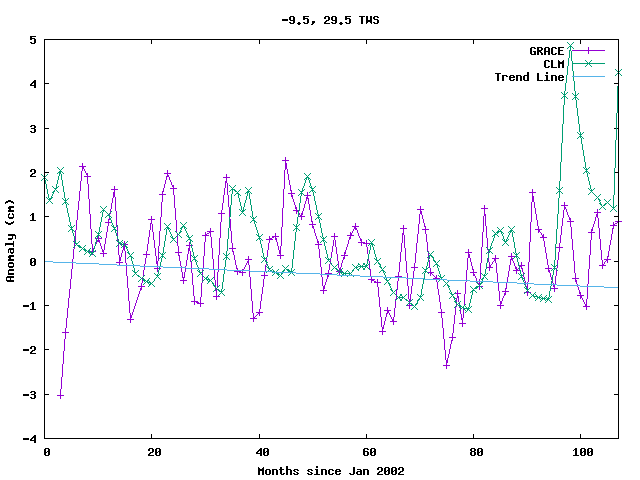 -9.5, 29.5 TWS
GRACE
CLM
Trend Line
5
4
3
2
1
0
-1
-2
-3
-4
Anomaly (cm)
0 20 40 60 80 100
Months since Jan 2002